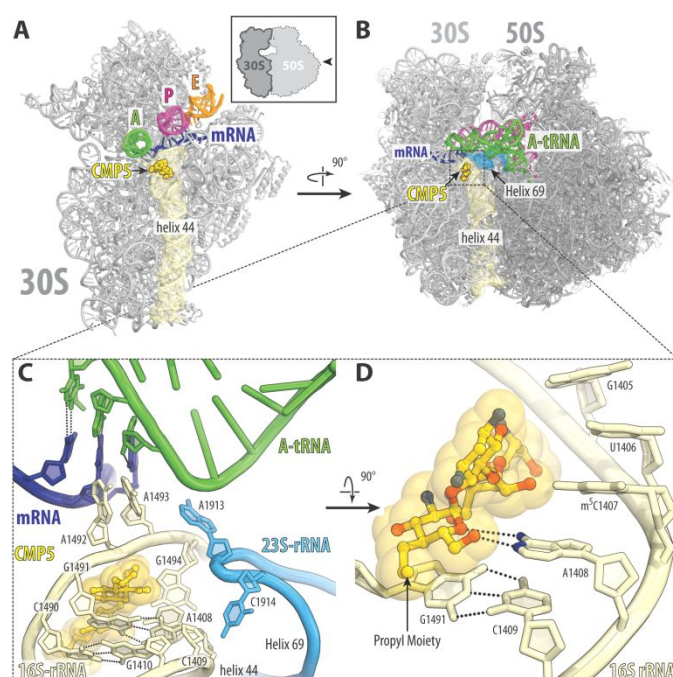 A
30S 50S
E
P
A
mRNA
CMP5
helix 44
30S
90°
B
30S 50S
mRNA
A-tRNA
CMP5
Helix 69
helix 44
C
A-tRNA
mRNA
A1493
A1492
A1913
CMP5
23S-rRNA
G1491
G1494
C1490
A1408
C1914
16S-rRNA
G1410
C1409
Helix 69
helix 44
90°
D
G1405
U1406
m⁵C1407
A1408
G1491
C1409
Propyl Moiety
16S rRNA